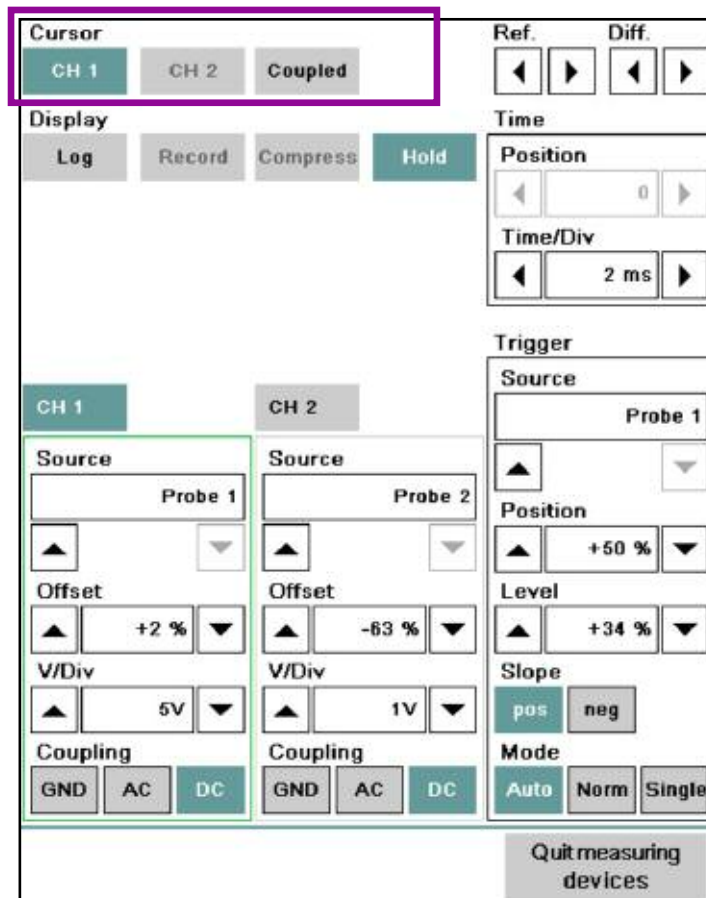 Cursor
CH 1 CH 2 Coupled
Ref. Diff.
Display
Log Record Compress Hold
Time
Position
0
Time/Div
2 ms
Trigger
Source
Probe 1
Position
+50 %
Level
+34 %
Slope
pos neg
Mode
Auto Norm Single
CH 1
Source
Probe 1
Offset
+2 %
V/Div
5V
Coupling
GND AC DC
CH 2
Source
Probe 2
Offset
-63 %
V/Div
1V
Coupling
GND AC DC
Quit measuring
devices